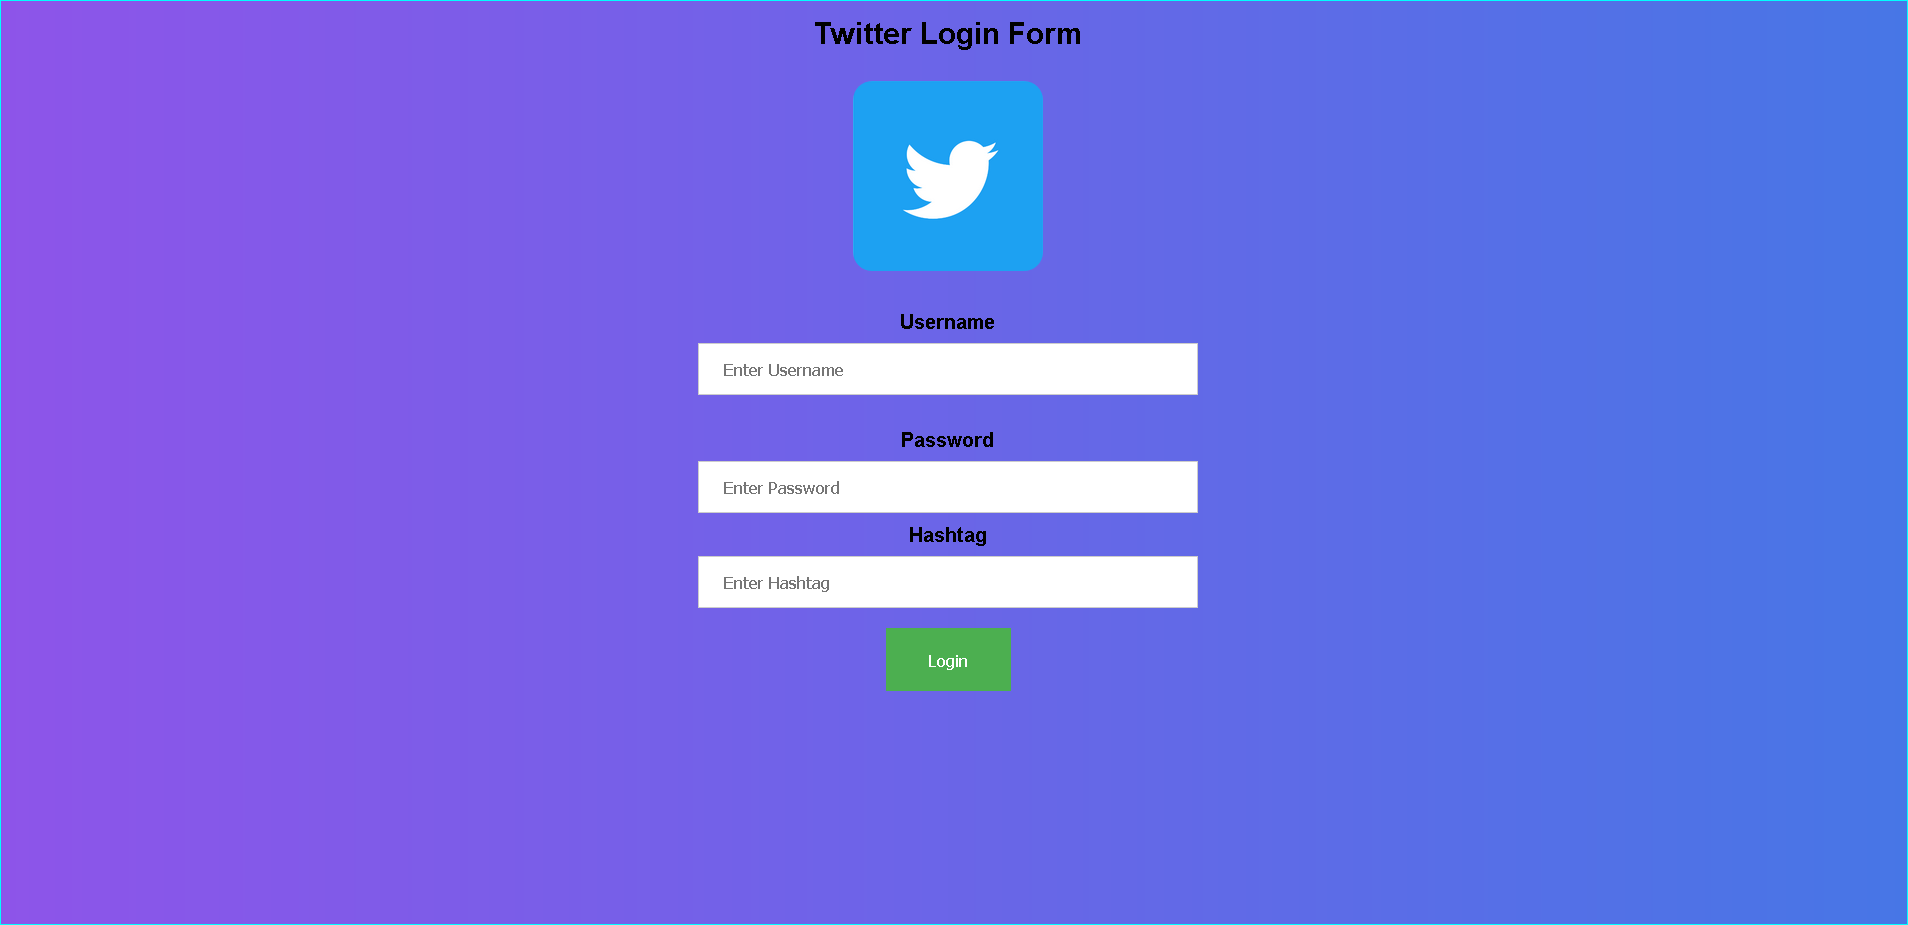 Twitter Login Form
Username
Enter Username
Password
Enter Password
Hashtag
Enter Hashtag
Login